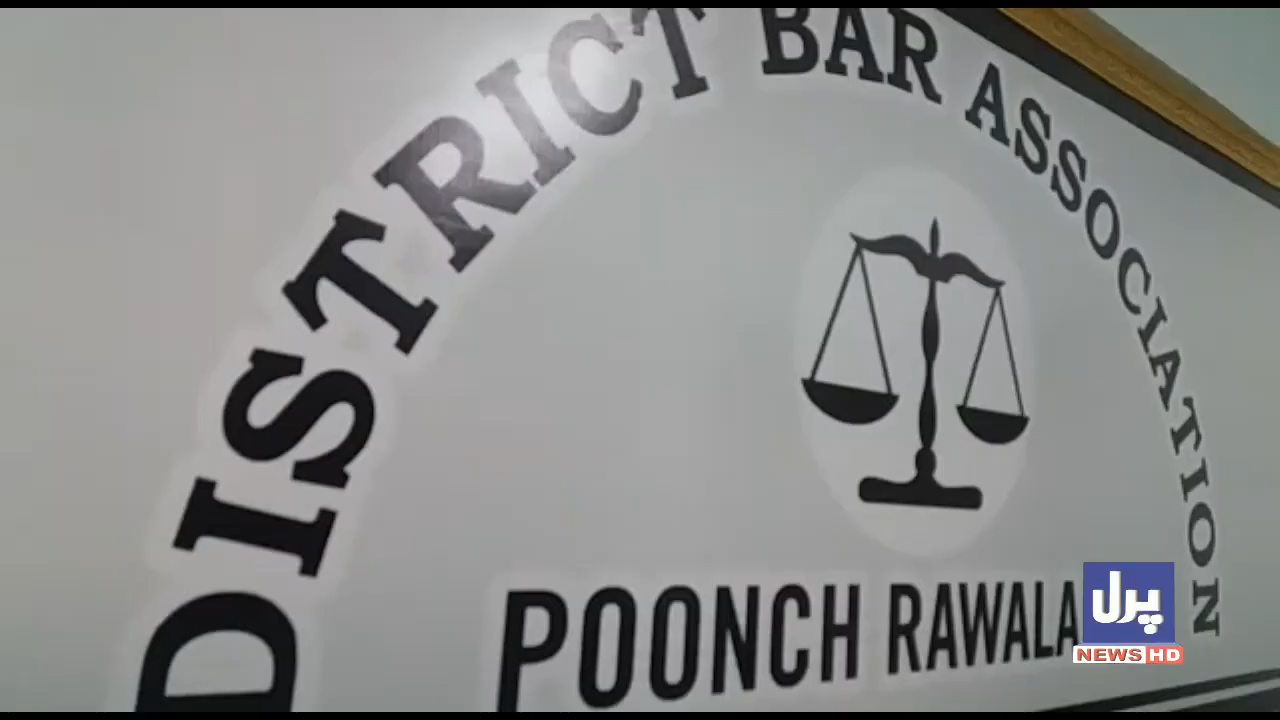 DISTRICT BAR ASSOCIATION
POONCH RAWALA
پرل
NEWS HD